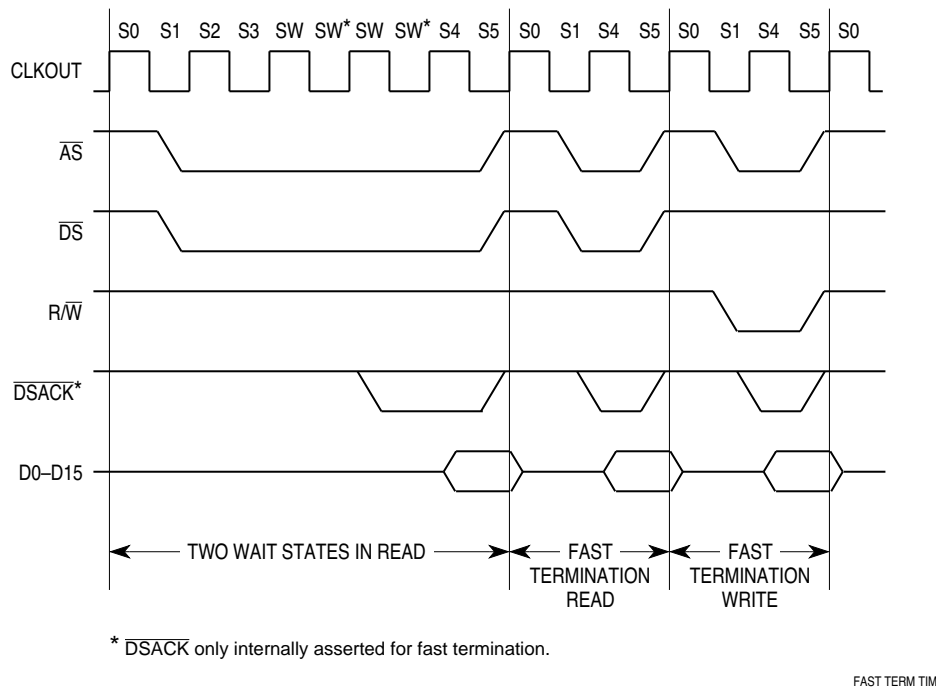 S0 S1 S2 S3 SW SW* SW SW* S4 S5 S0 S1 S4 S5 S0 S1 S4 S5 S0
CLKOUT
AS
DS
R/W
DSACK*
D0–D15
TWO WAIT STATES IN READ
FAST TERMINATION READ
FAST TERMINATION WRITE
* DSACK only internally asserted for fast termination.
FAST TERM TIM